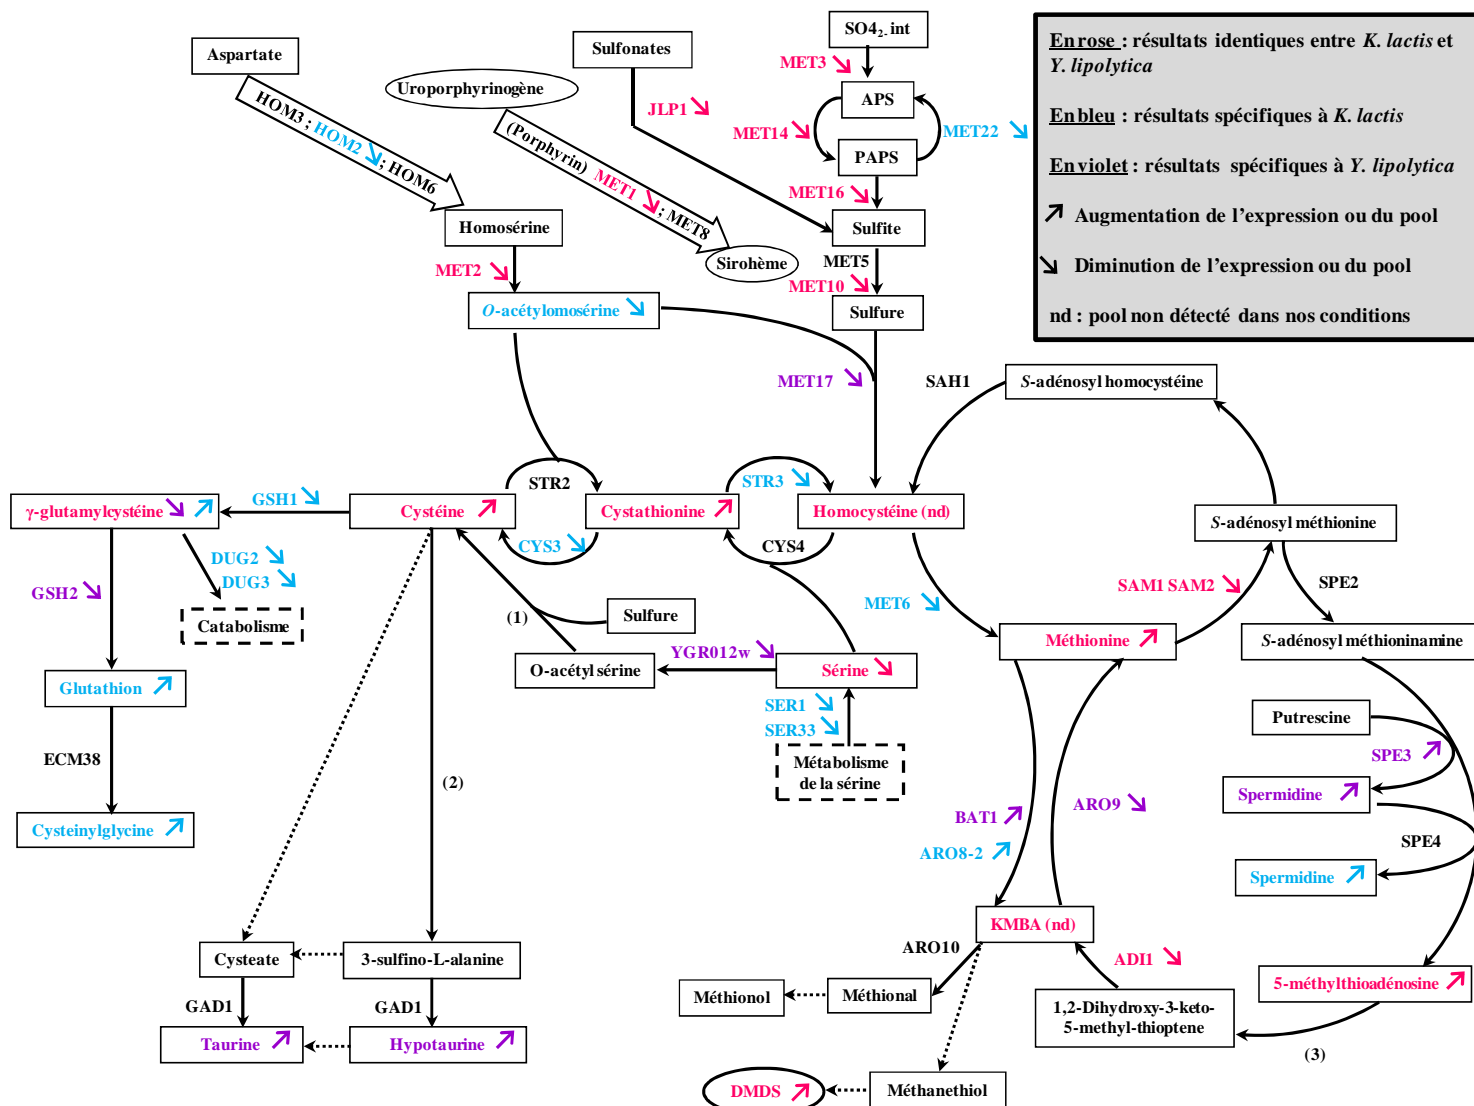 SO4 2- int
Sulfonates
Aspartate
Uroporphyrinogène
MET3
JLP1
APS
MET14
MET22
PAPS
HOM3 ; HOM2 ; HOM6
(Porphyrin) MET1 ; MET8
MET16
Homosérine
Sulfite
Sirohème
MET5
MET2
MET10
O-acétylomosérine
Sulfure
En rose : résultats identiques entre K. lactis et
Y. lipolytica
En bleu : résultats spécifiques à K. lactis
En violet : résultats spécifiques à Y. lipolytica
Augmentation de l’expression ou du pool
Diminution de l’expression ou du pool
nd : pool non détecté dans nos conditions
MET17
SAH1
S-adénosyl homocystéine
STR2
STR3
GSH1
γ-glutamylcystéine
Cystéine
Cystathionine
Homocystéine (nd)
S-adénosyl méthionine
CYS3
CYS4
DUG2
DUG3
GSH2
SAM1 SAM2
SPE2
MET6
Catabolisme
(1)
Sulfure
YGR012w
O-acétyl sérine
Sérine
Méthionine
S-adénosyl méthioninamine
Glutathion
SER1
SER33
Putrescine
Métabolisme
de la sérine
SPE3
ECM38
(2)
Spermidine
BAT1
ARO9
Cysteinylglycine
ARO8-2
SPE4
Spermidine
KMBA (nd)
ARO10
ADI1
Cysteate
3-sulfino-L-alanine
5-méthylthioadénosine
GAD1
GAD1
Méthionol
Méthional
1,2-Dihydroxy-3-keto-
5-methyl-thioptene
Taurine
Hypotaurine
(3)
DMDS
Méthanethiol